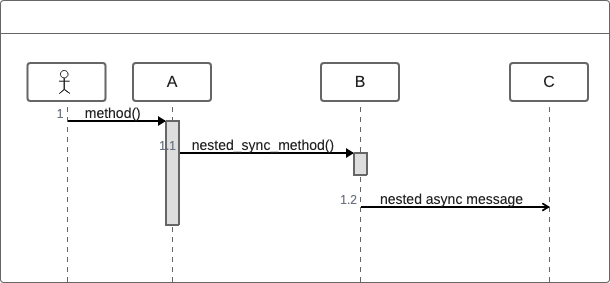 A
B
C
1
method()
1.1
nested_sync_method()
1.2
nested async message